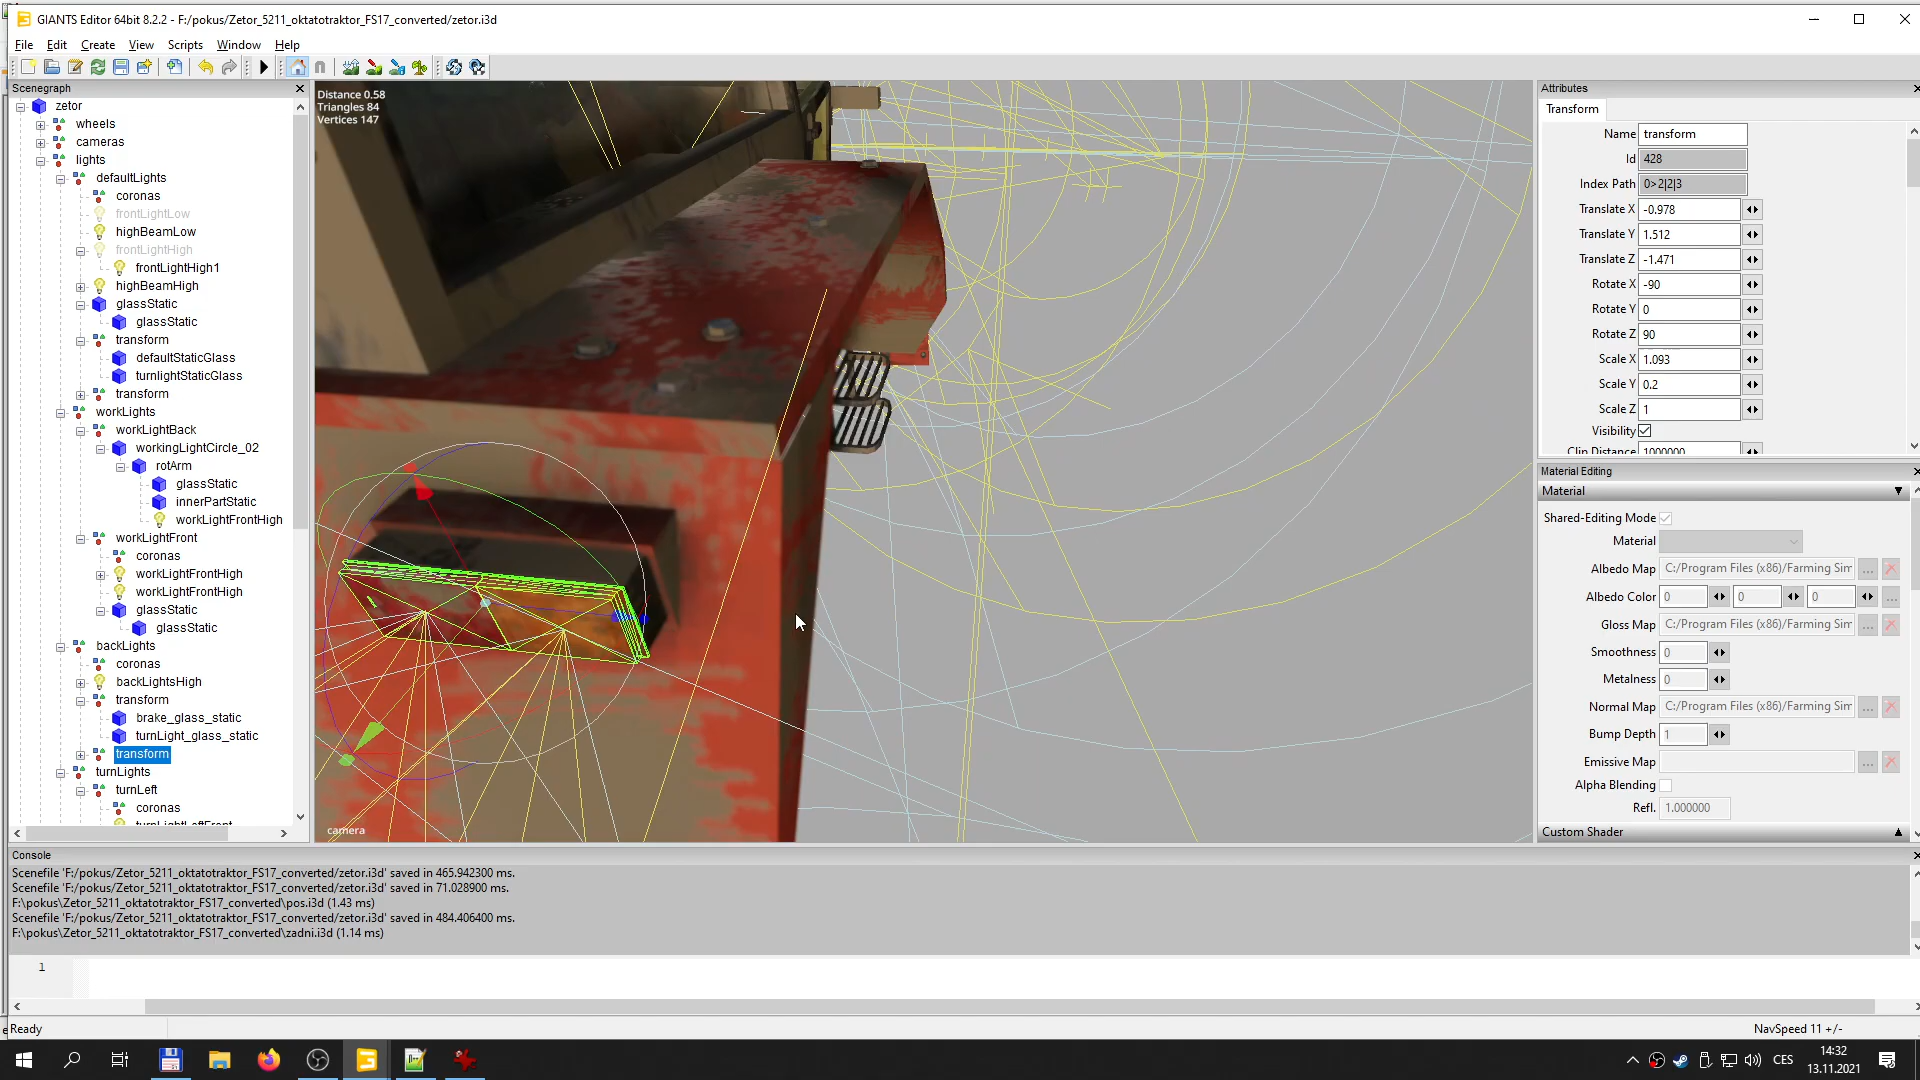 GIANTS Editor 64bit 8.2.2 - F:/pokus/Zetor_5211_oktatotraktor_FS17_converted/zetor.i3d
File Edit Create View Scripts Window Help
Scenegraph
zetor
wheels
cameras
lights
defaultLights
coronas
frontLightLow
highBeamLow
frontLightHigh
frontLightHigh1
highBeamHigh
glassStatic
glassStatic
transform
defaultStaticGlass
turnlightStaticGlass
transform
workLights
workLightBack
workingLightCircle_02
rotArm
glassStatic
innerPartStatic
workLightFrontHigh
workLightFront
coronas
workLightFrontHigh
workLightFrontHigh
glassStatic
glassStatic
backLights
coronas
backLightsHigh
transform
brake_glass_static
turnLight_glass_static
transform
turnLights
turnLeft
coronas
Distance 0.58
Triangles 84
Vertices 147
camera
Attributes
Transform
Name transform
Id 428
Index Path 0>2|2|3
Translate X -0.978
Translate Y 1.512
Translate Z -1.471
Rotate X -90
Rotate Y 0
Rotate Z 90
Scale X 1.093
Scale Y 0.2
Scale Z 1
Visibility
Clip Distance 1000000
Material Editing
Material
Shared-Editing Mode
Material
Albedo Map C:/Program Files (x86)/Farming Sim ...
Albedo Color 0 0 0 ...
Gloss Map C:/Program Files (x86)/Farming Sim ...
Smoothness 0
Metalness 0
Normal Map C:/Program Files (x86)/Farming Sim ...
Bump Depth 1
Emissive Map ...
Alpha Blending
Refl. 1.000000
Custom Shader
Console
Scenefile 'F:/pokus/Zetor_5211_oktatotraktor_FS17_converted/zetor.i3d' saved in 465.942300 ms.
Scenefile 'F:/pokus/Zetor_5211_oktatotraktor_FS17_converted/zetor.i3d' saved in 71.028900 ms.
F:\pokus\Zetor_5211_oktatotraktor_FS17_converted\pos.i3d (1.43 ms)
Scenefile 'F:/pokus/Zetor_5211_oktatotraktor_FS17_converted/zetor.i3d' saved in 484.406400 ms.
F:\pokus\Zetor_5211_oktatotraktor_FS17_converted\zadni.i3d (1.14 ms)
1
Ready
NavSpeed 11 +/-
CES
14:32
13.11.2021